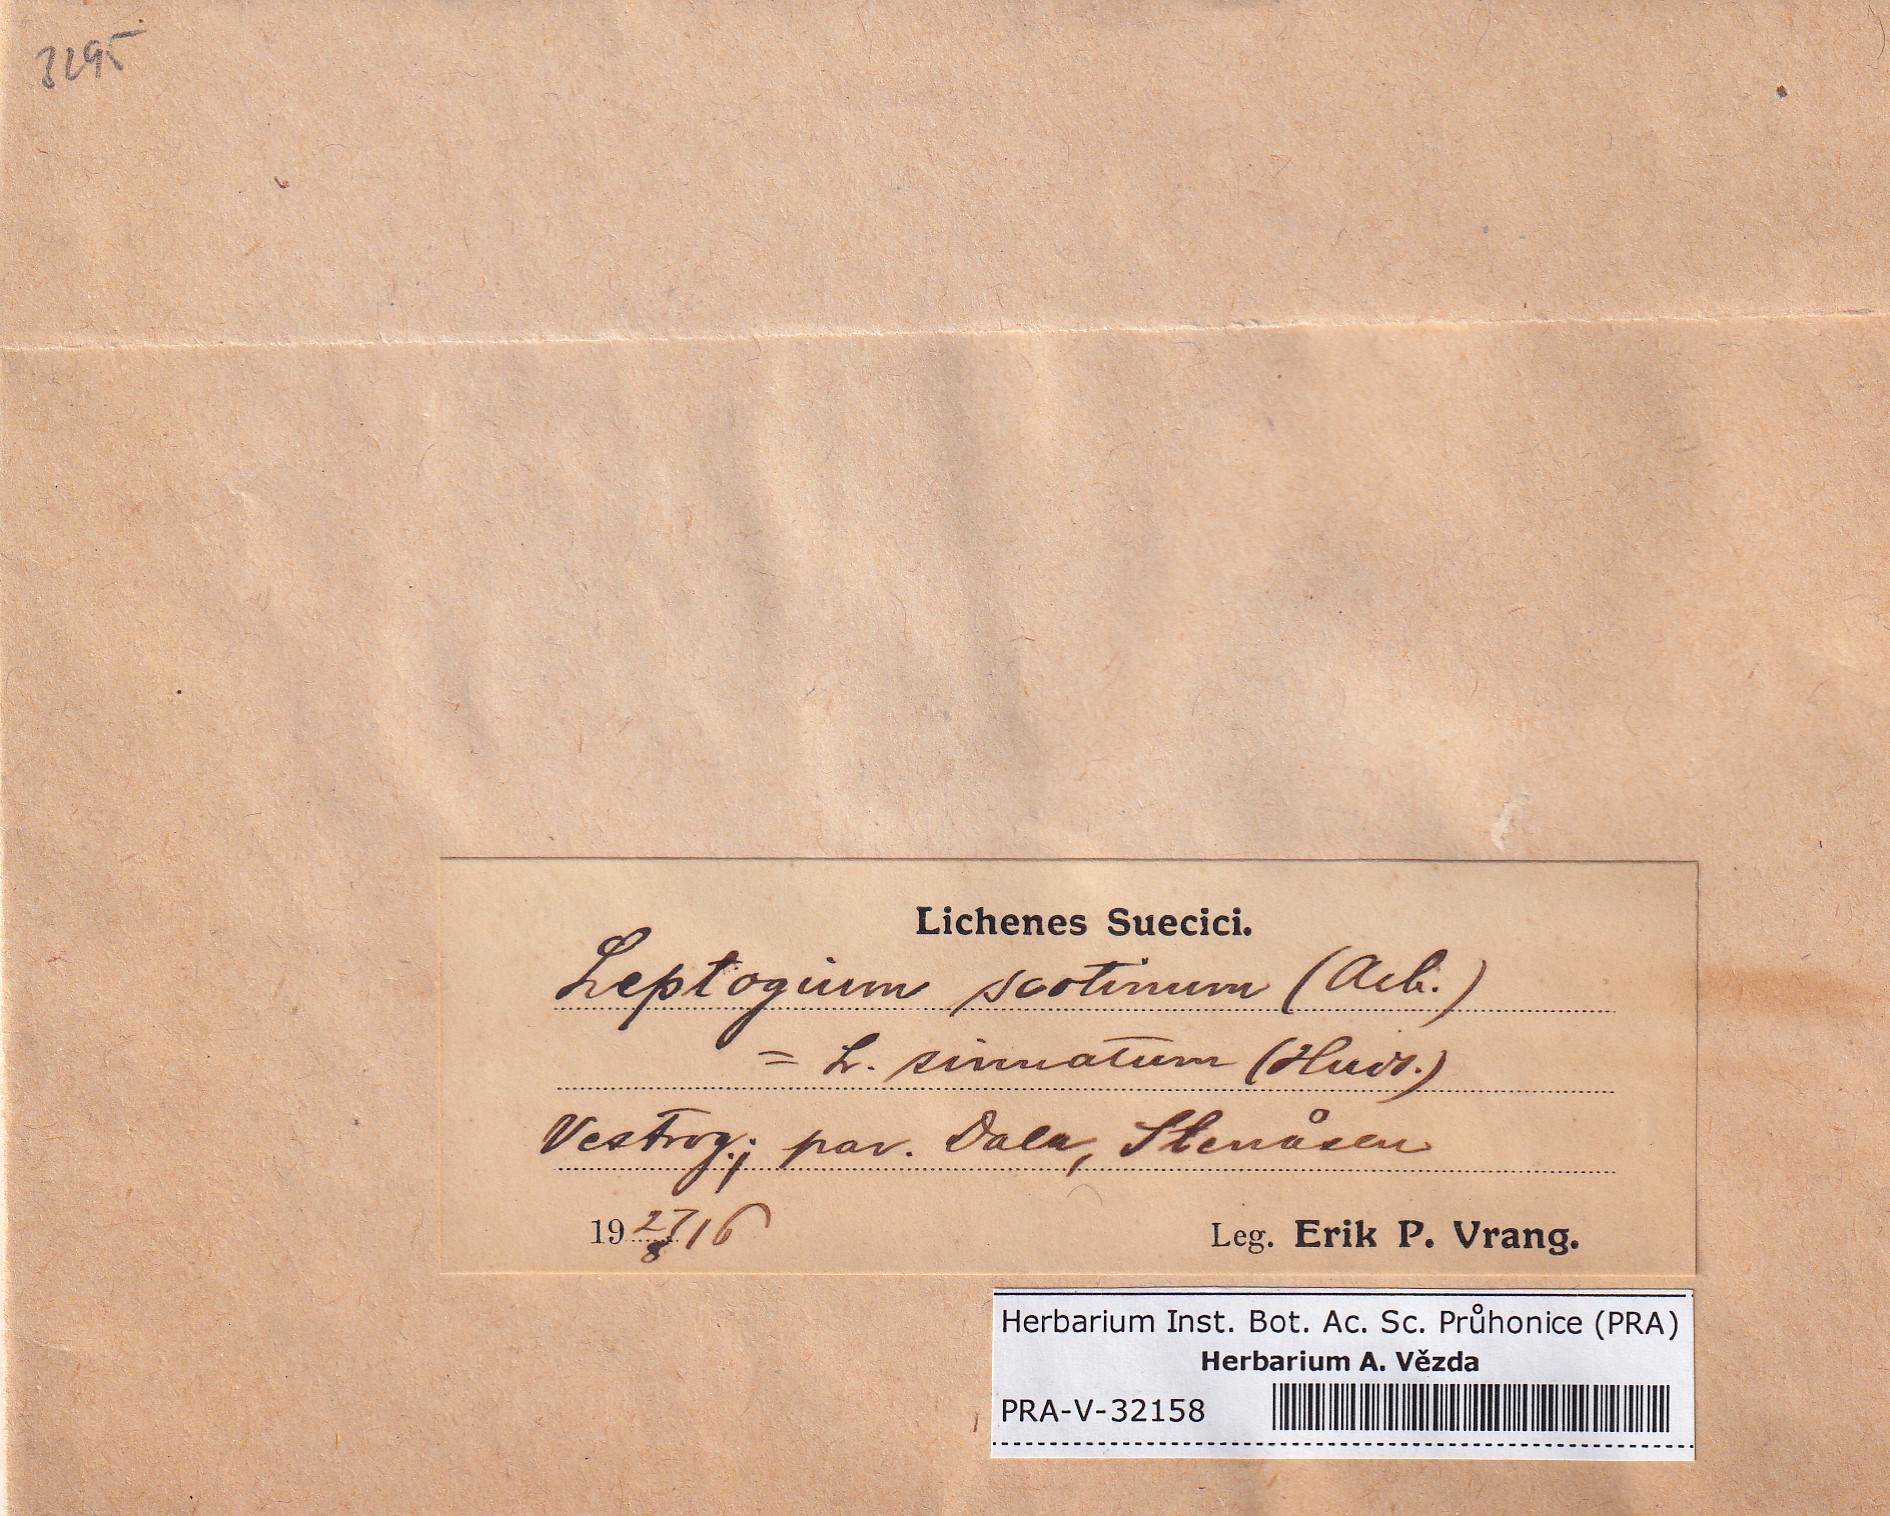 3295
Lichenes Suecici.
Leptogium scotinum (Ach.)
= L. sinuatum (Huds.)
Vestrog.; par. Dala, Stenåsen
19 27/8 16
Leg. Erik P. Vrang.
Herbarium Inst. Bot. Ac. Sc. Průhonice (PRA)
Herbarium A. Vězda
PRA-V-32158